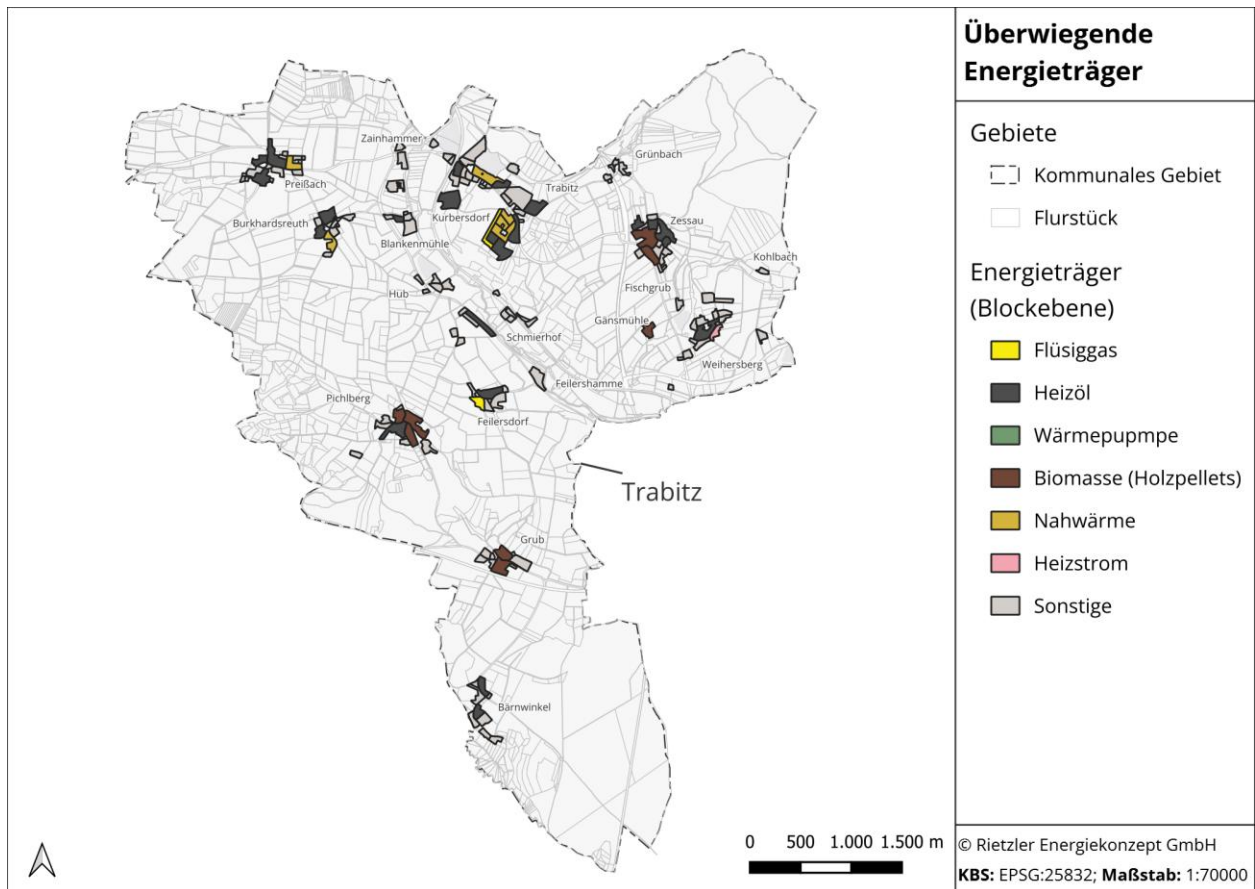 Überwiegende
Energieträger
Gebiete
Kommunales Gebiet
Flurstück
Energieträger
(Blockebene)
Flüsiggas
Heizöl
Wärmepupmpe
Biomasse (Holzpellets)
Nahwärme
Heizstrom
Sonstige
© Rietzler Energiekonzept GmbH
KBS: EPSG:25832; Maßstab: 1:70000
Zainhammer
Grünbach
Preißach
Trabitz
Burkhardsreuth
Kurbersdorf
Zessau
Blankenmühle
Kohlbach
Hüb
Fischgrub
Gänsmühle
Schmierhof
Weihersberg
Feilershamme
Pichlberg
Feilersdorf
Trabitz
Grub
Bärnwinkel
0 500 1.000 1.500 m